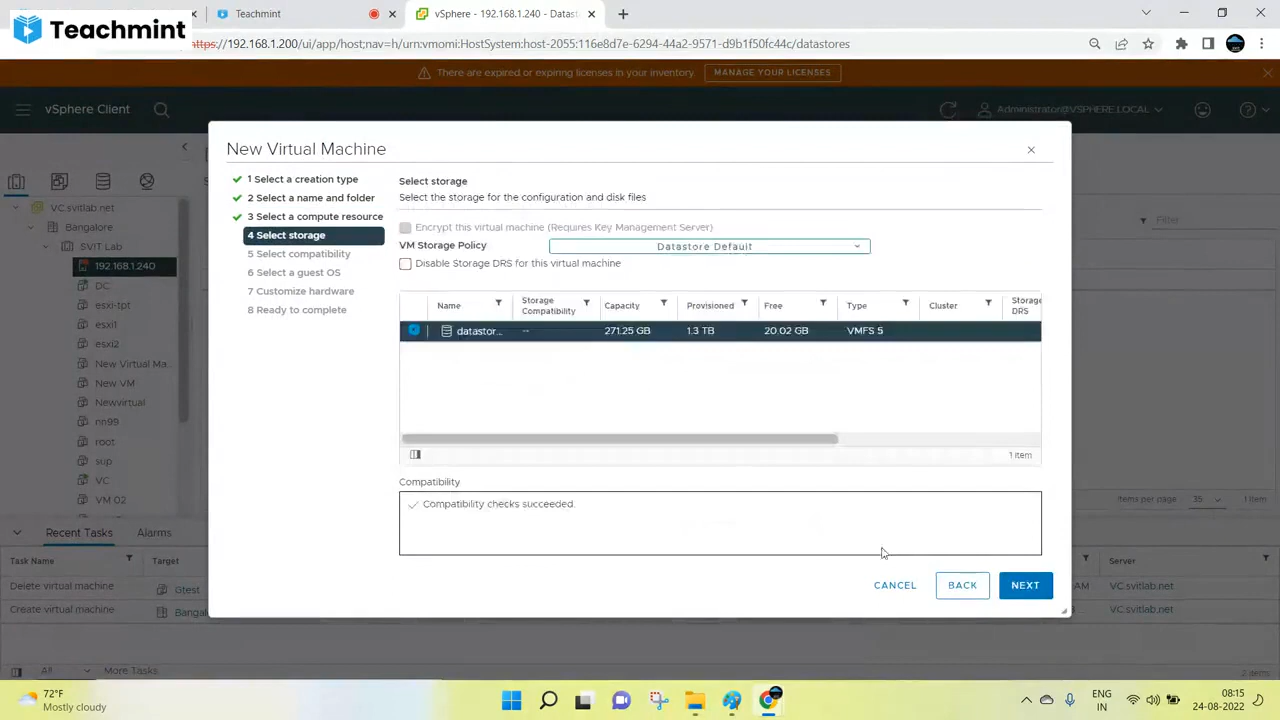 Teachmint
vSphere - 192.168.1.240 - Datast
Teachmint
https://192.168.1.200/ui/app/host;nav=h/urn:vmomi:HostSystem:host-2055:116e8d7e-6294-44a2-9571-d9b1f50fc44c/datastores
There are expired or expiring licenses in your inventory.
MANAGE YOUR LICENSES
vSphere Client
Administrator@VSPHERE.LOCAL
VC.svitlab.net
Bangalore
SVIT Lab
192.168.1.240
DC
esxi-tpt
esxi1
esxi2
New Virtual Ma...
New VM
Newvirtual
nn99
root
sup
VC
VM 02
New Virtual Machine
1 Select a creation type
2 Select a name and folder
3 Select a compute resource
4 Select storage
5 Select compatibility
6 Select a guest OS
7 Customize hardware
8 Ready to complete
Select storage
Select the storage for the configuration and disk files
Encrypt this virtual machine (Requires Key Management Server)
VM Storage Policy
Datastore Default
Disable Storage DRS for this virtual machine
Name Storage Compatibility Capacity Provisioned Free Type Cluster Storage DRS
datastor... -- 271.25 GB 1.3 TB 20.02 GB VMFS 5
1 item
Compatibility
Compatibility checks succeeded.
CANCEL BACK NEXT
Filter
Items per page 35 1 item
Recent Tasks Alarms
Task Name Target Server
Delete virtual machine Gtest AM VC.svitlab.net
Create virtual machine Bangal VC.svitlab.net
All More Tasks
2 items
72°F
Mostly cloudy
ENG
IN
08:15
24-08-2022